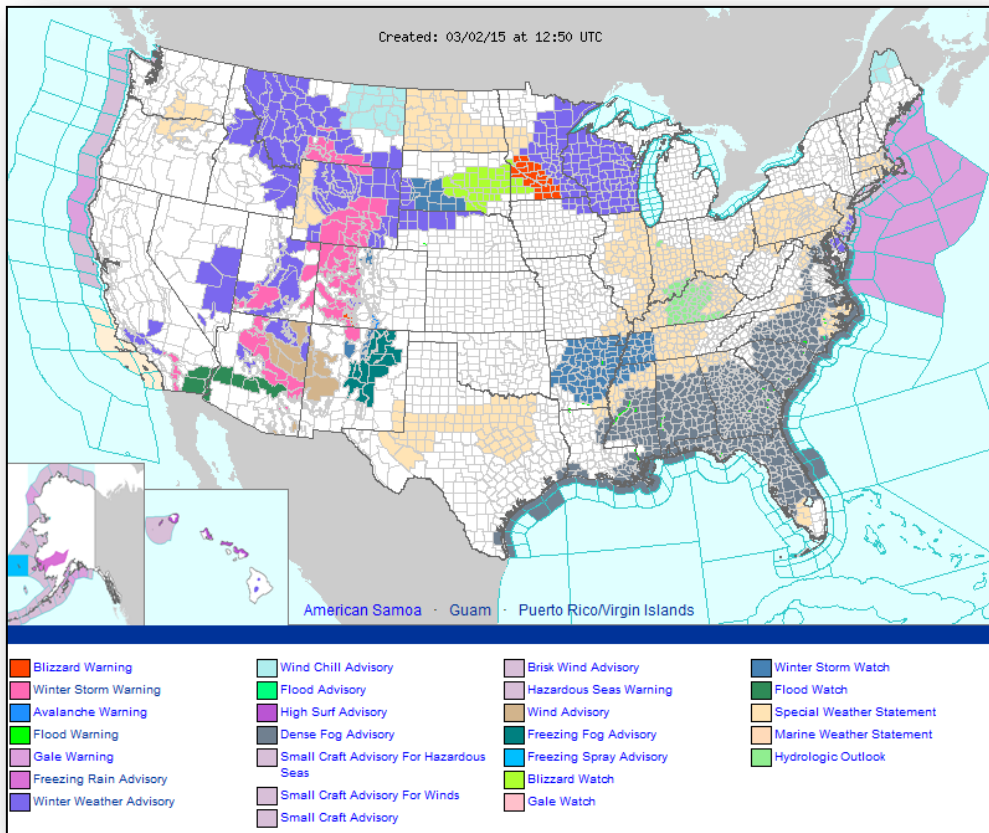 Created: 03/02/15 at 12:50 UTC
American Samoa · Guam · Puerto Rico/Virgin Islands
Blizzard Warning
Winter Storm Warning
Avalanche Warning
Flood Warning
Gale Warning
Freezing Rain Advisory
Winter Weather Advisory
Wind Chill Advisory
Flood Advisory
High Surf Advisory
Dense Fog Advisory
Small Craft Advisory For Hazardous
Seas
Small Craft Advisory For Winds
Small Craft Advisory
Brisk Wind Advisory
Hazardous Seas Warning
Wind Advisory
Freezing Fog Advisory
Freezing Spray Advisory
Blizzard Watch
Gale Watch
Winter Storm Watch
Flood Watch
Special Weather Statement
Marine Weather Statement
Hydrologic Outlook